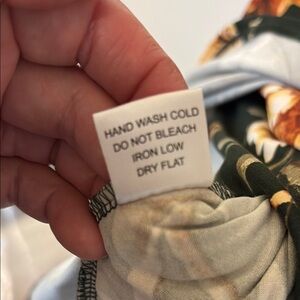 HAND WASH COLD
DO NOT BLEACH
IRON LOW
DRY FLAT